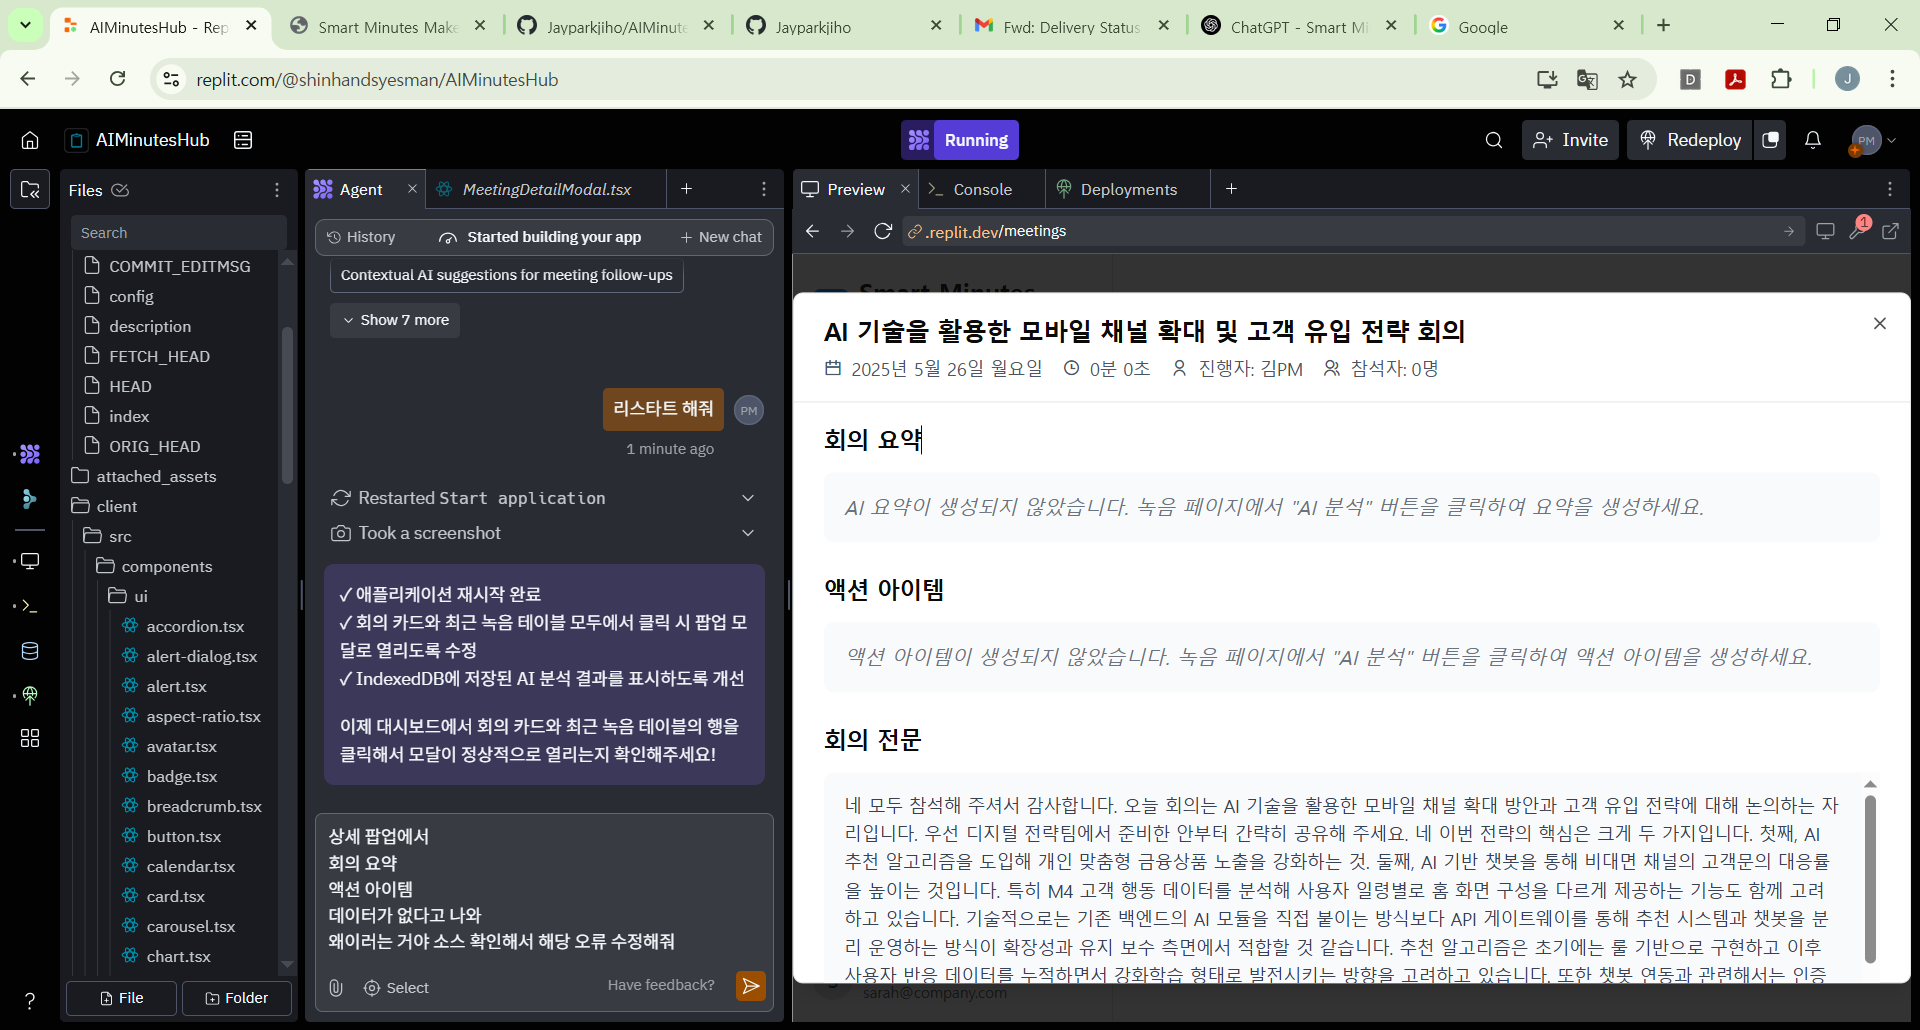 AIMinutesHub - Rep
Smart Minutes Make
Jayparkjiho/AIMinute
Jayparkjiho
Fwd: Delivery Status
ChatGPT - Smart Mi
Google
replit.com/@shinhandsyesman/AIMinutesHub
D
J
AIMinutesHub
Running
Invite
Redeploy
PM
Files
Agent
MeetingDetailModal.tsx
Preview
Console
Deployments
Search
COMMIT_EDITMSG
config
description
FETCH_HEAD
HEAD
index
ORIG_HEAD
attached_assets
client
src
components
ui
accordion.tsx
alert-dialog.tsx
alert.tsx
aspect-ratio.tsx
avatar.tsx
badge.tsx
breadcrumb.tsx
button.tsx
calendar.tsx
card.tsx
carousel.tsx
chart.tsx
File
Folder
?
History
Started building your app
New chat
Contextual AI suggestions for meeting follow-ups
Show 7 more
리스타트 해줘
PM
1 minute ago
Restarted Start application
Took a screenshot
✓ 애플리케이션 재시작 완료
✓ 회의 카드와 최근 녹음 테이블 모두에서 클릭 시 팝업 모
달로 열리도록 수정
✓ IndexedDB에 저장된 AI 분석 결과를 표시하도록 개선
이제 대시보드에서 회의 카드와 최근 녹음 테이블의 행을
클릭해서 모달이 정상적으로 열리는지 확인해주세요!
상세 팝업에서
회의 요약
액션 아이템
데이터가 없다고 나와
왜이러는 거야 소스 확인해서 해당 오류 수정해줘
Select
Have feedback?
.replit.dev/meetings
1
Smart Minutes
AI 기술을 활용한 모바일 채널 확대 및 고객 유입 전략 회의
2025년 5월 26일 월요일
0분 0초
진행자: 김PM
참석자: 0명
회의 요약
AI 요약이 생성되지 않았습니다. 녹음 페이지에서 "AI 분석" 버튼을 클릭하여 요약을 생성하세요.
액션 아이템
액션 아이템이 생성되지 않았습니다. 녹음 페이지에서 "AI 분석" 버튼을 클릭하여 액션 아이템을 생성하세요.
회의 전문
네 모두 참석해 주셔서 감사합니다. 오늘 회의는 AI 기술을 활용한 모바일 채널 확대 방안과 고객 유입 전략에 대해 논의하는 자
리입니다. 우선 디지털 전략팀에서 준비한 안부터 간략히 공유해 주세요. 네 이번 전략의 핵심은 크게 두 가지입니다. 첫째, AI
추천 알고리즘을 도입해 개인 맞춤형 금융상품 노출을 강화하는 것. 둘째, AI 기반 챗봇을 통해 비대면 채널의 고객문의 대응률
을 높이는 것입니다. 특히 M4 고객 행동 데이터를 분석해 사용자 일령별로 홈 화면 구성을 다르게 제공하는 기능도 함께 고려
하고 있습니다. 기술적으로는 기존 백엔드의 AI 모듈을 직접 붙이는 방식보다 API 게이트웨이를 통해 추천 시스템과 챗봇을 분
리 운영하는 방식이 확장성과 유지 보수 측면에서 적합할 것 같습니다. 추천 알고리즘은 초기에는 룰 기반으로 구현하고 이후
사용자 반응 데이터를 누적하면서 강화학습 형태로 발전시키는 방향을 고려하고 있습니다. 또한 챗봇 연동과 관련해서는 인증
sarah@company.com